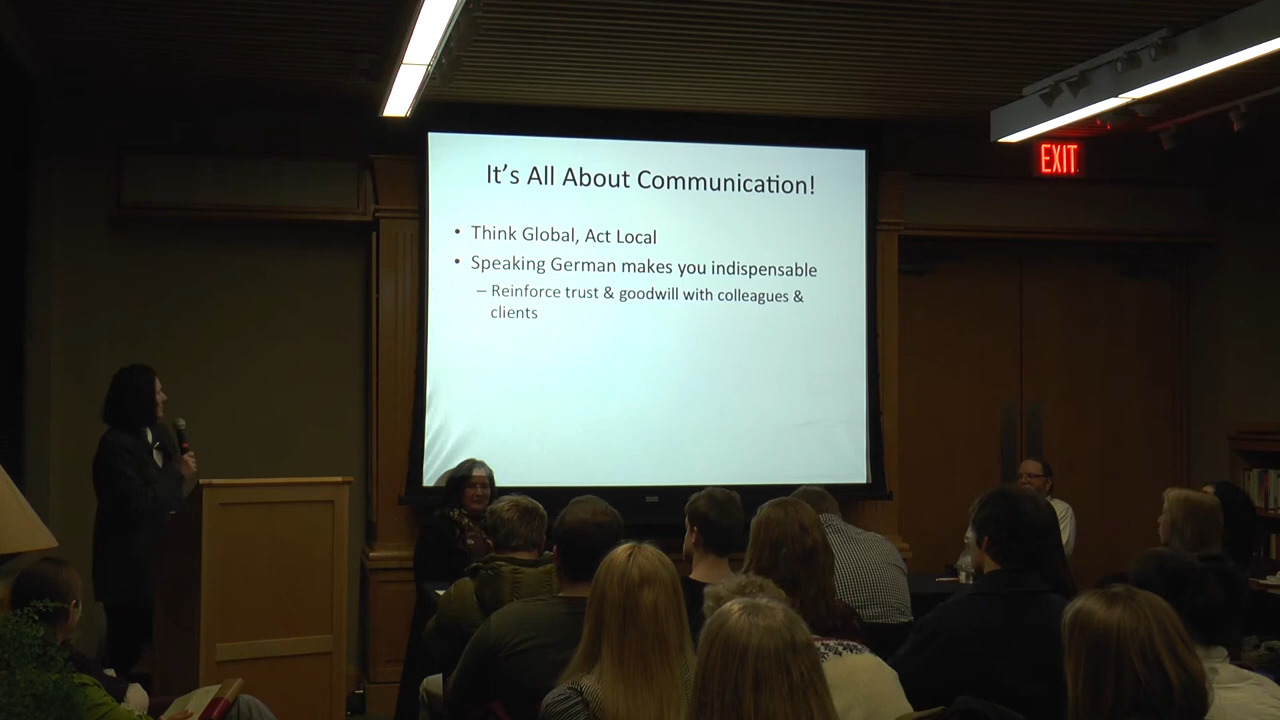 It's All About Communication!
• Think Global, Act Local
• Speaking German makes you indispensable
– Reinforce trust & goodwill with colleagues &
clients
EXIT